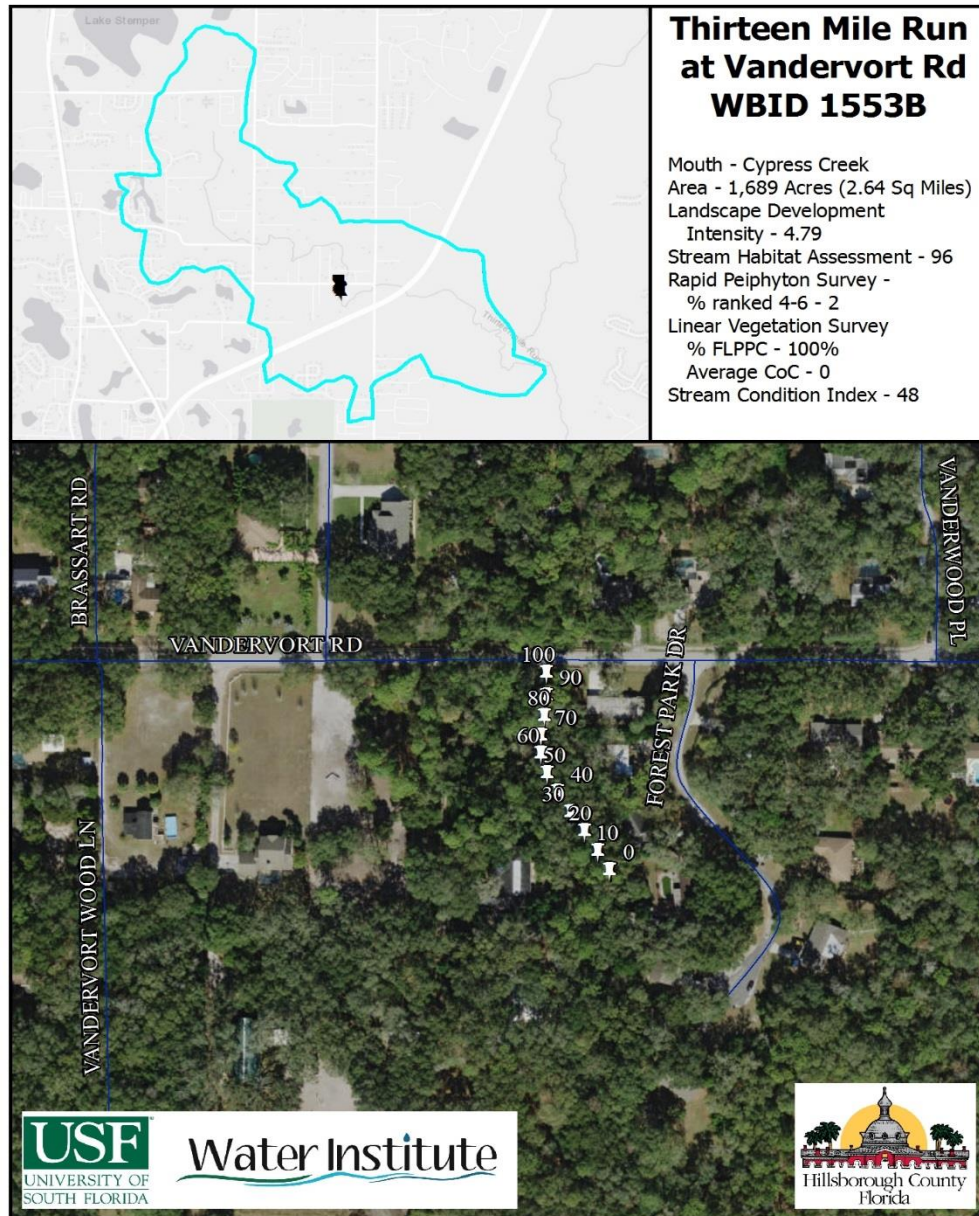 Lake Stemper
Thirteen Mile Run
Thirteen Mile Run
at Vandervort Rd
WBID 1553B
Mouth - Cypress Creek
Area - 1,689 Acres (2.64 Sq Miles)
Landscape Development
Intensity - 4.79
Stream Habitat Assessment - 96
Rapid Peiphyton Survey -
% ranked 4-6 - 2
Linear Vegetation Survey
% FLPPC - 100%
Average CoC - 0
Stream Condition Index - 48
BRASSART RD
VANDERWOOD PL
VANDERVORT RD
FOREST PARK DR
VANDERVORT WOOD LN
100
90
80
70
60
50
40
30
20
10
0
USF
UNIVERSITY OF
SOUTH FLORIDA
Water Institute
Hillsborough County
Florida